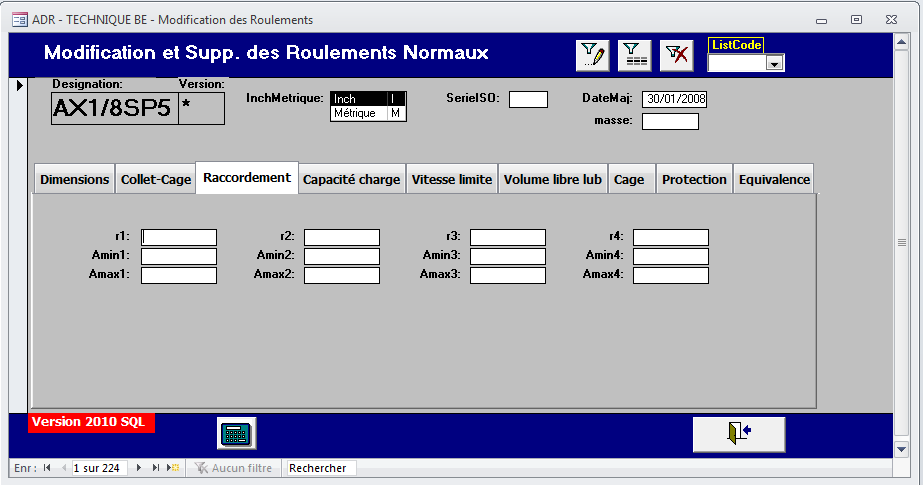 ADR - TECHNIQUE BE - Modification des Roulements
Modification et Supp. des Roulements Normaux
ListCode
Designation: Version:
AX1/8SP5 *
InchMetrique: Inch I
Métrique M
SerieISO:
DateMaj: 30/01/2008
masse:
Dimensions Collet-Cage Raccordement Capacité charge Vitesse limite Volume libre lub Cage Protection Equivalence
r1: r2: r3: r4:
Amin1: Amin2: Amin3: Amin4:
Amax1: Amax2: Amax3: Amax4:
Version 2010 SQL
Enr : 1 sur 224 Aucun filtre Rechercher